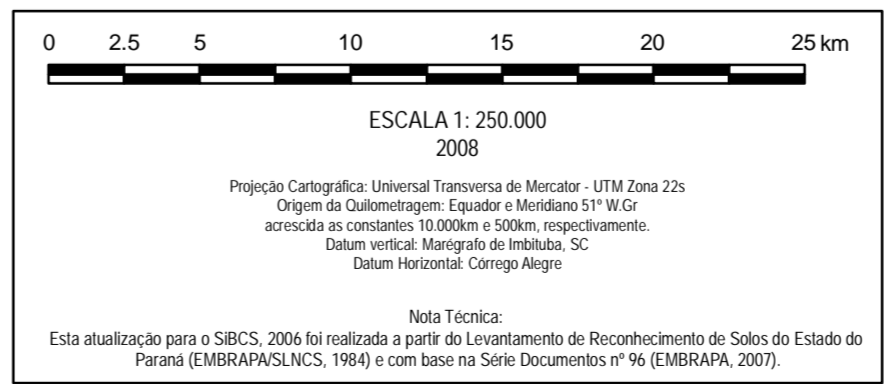 0 2.5 5 10 15 20 25 km
ESCALA 1: 250.000
2008
Projeção Cartográfica: Universal Transversa de Mercator - UTM Zona 22s
Origem da Quilometragem: Equador e Meridiano 51º W.Gr
acrescida as constantes 10.000km e 500km, respectivamente.
Datum vertical: Marégrafo de Imbituba, SC
Datum Horizontal: Córrego Alegre
Nota Técnica:
Esta atualização para o SiBCS, 2006 foi realizada a partir do Levantamento de Reconhecimento de Solos do Estado do
Paraná (EMBRAPA/SLNCS, 1984) e com base na Série Documentos nº 96 (EMBRAPA, 2007).